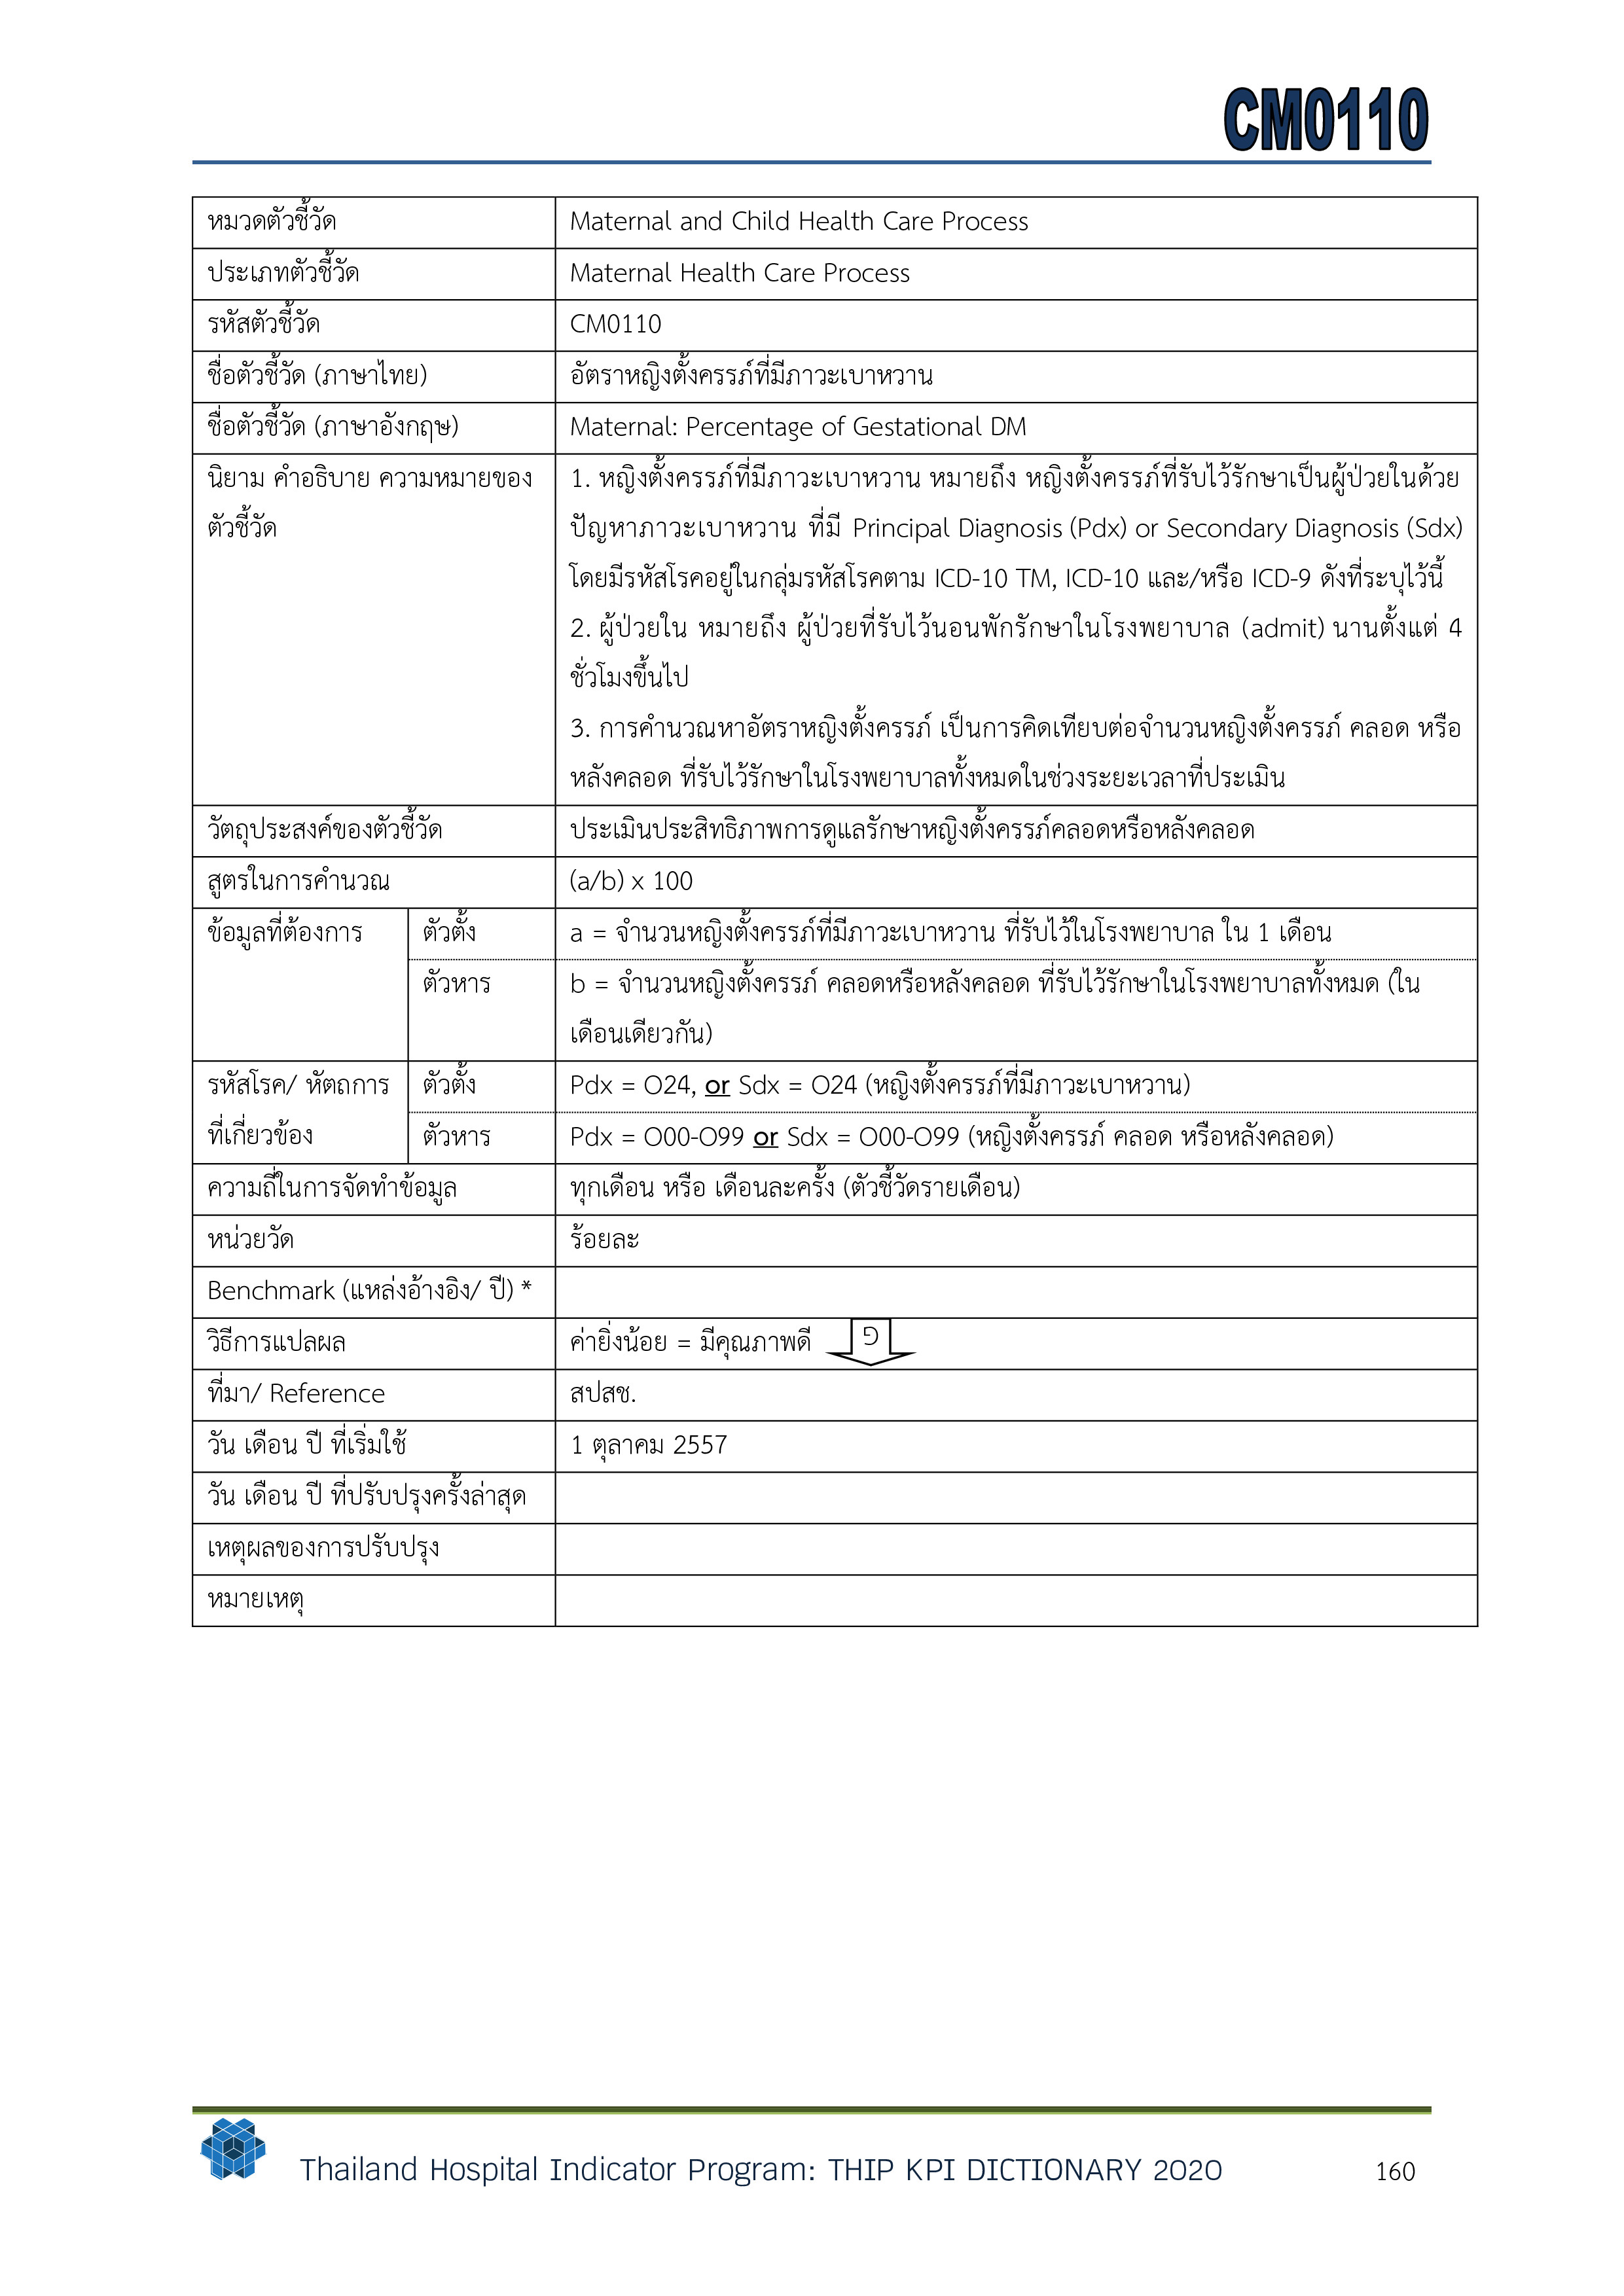 CM0110
หมวดตัวชี้วัด
Maternal and Child Health Care Process
ประเภทตัวชี้วัด
Maternal Health Care Process
รหัสตัวชี้วัด
CM0110
ชื่อตัวชี้วัด (ภาษาไทย)
อัตราหญิงตั้งครรภ์ที่มีภาวะเบาหวาน
ชื่อตัวชี้วัด (ภาษาอังกฤษ)
Maternal: Percentage of Gestational DM
นิยาม คำอธิบาย ความหมายของ
ตัวชี้วัด
1. หญิงตั้งครรภ์ที่มีภาวะเบาหวาน หมายถึง หญิงตั้งครรภ์ที่รับไว้รักษาเป็นผู้ป่วยในด้วย
ปัญหาภาวะเบาหวาน ที่มี Principal Diagnosis (Pdx) or Secondary Diagnosis (Sdx)
โดยมีรหัสโรคอยู่ในกลุ่มรหัสโรคตาม ICD-10 TM, ICD-10 และ/หรือ ICD-9 ดังที่ระบุไว้นี้
2. ผู้ป่วยใน หมายถึง ผู้ป่วยที่รับไว้นอนพักรักษาในโรงพยาบาล (admit) นานตั้งแต่ 4
ชั่วโมงขึ้นไป
3. การคำนวณหาอัตราหญิงตั้งครรภ์ เป็นการคิดเทียบต่อจำนวนหญิงตั้งครรภ์ คลอด หรือ
หลังคลอด ที่รับไว้รักษาในโรงพยาบาลทั้งหมดในช่วงระยะเวลาที่ประเมิน
วัตถุประสงค์ของตัวชี้วัด
ประเมินประสิทธิภาพการดูแลรักษาหญิงตั้งครรภ์คลอดหรือหลังคลอด
สูตรในการคำนวณ
(a/b) x 100
ข้อมูลที่ต้องการ
ตัวตั้ง
a = จำนวนหญิงตั้งครรภ์ที่มีภาวะเบาหวาน ที่รับไว้ในโรงพยาบาล ใน 1 เดือน
ตัวหาร
b = จำนวนหญิงตั้งครรภ์ คลอดหรือหลังคลอด ที่รับไว้รักษาในโรงพยาบาลทั้งหมด (ใน
เดือนเดียวกัน)
รหัสโรค/ หัตถการ
ที่เกี่ยวข้อง
ตัวตั้ง
Pdx = O24, or Sdx = O24 (หญิงตั้งครรภ์ที่มีภาวะเบาหวาน)
ตัวหาร
Pdx = O00-O99 or Sdx = O00-O99 (หญิงตั้งครรภ์ คลอด หรือหลังคลอด)
ความถี่ในการจัดทำข้อมูล
ทุกเดือน หรือ เดือนละครั้ง (ตัวชี้วัดรายเดือน)
หน่วยวัด
ร้อยละ
Benchmark (แหล่งอ้างอิง/ ปี) *
วิธีการแปลผล
ค่ายิ่งน้อย = มีคุณภาพดี
ที่มา/ Reference
สปสช.
วัน เดือน ปี ที่เริ่มใช้
1 ตุลาคม 2557
วัน เดือน ปี ที่ปรับปรุงครั้งล่าสุด
เหตุผลของการปรับปรุง
หมายเหตุ
Thailand Hospital Indicator Program: THIP KPI DICTIONARY 2020
160